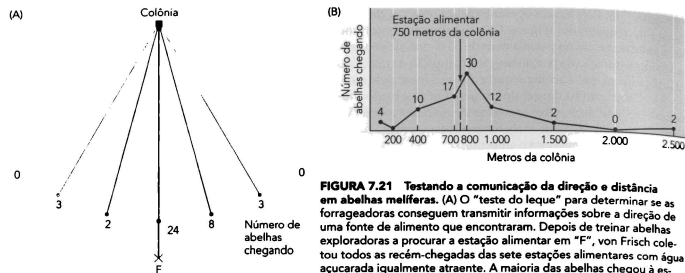 (A)
Colônia
0
0
3
2
24
8
3
Número de
abelhas
chegando
F
(B)
Estação alimentar
750 metros da colônia
Número de
abelhas chegando
30
17
12
10
4
2
0
2
200 400 700 800 1.000 1.500 2.000 2.500
Metros da colônia
FIGURA 7.21 Testando a comunicação da direção e distância
em abelhas melíferas. (A) O “teste do leque” para determinar se as
forrageadoras conseguem transmitir informações sobre a direção de
uma fonte de alimento que encontraram. Depois de treinar abelhas
exploradoras a procurar a estação alimentar em “F”, von Frisch cole-
tou todos as recém-chegadas das sete estações alimentares com água
açucarada igualmente atraente. A maioria das abelhas chegou à es-